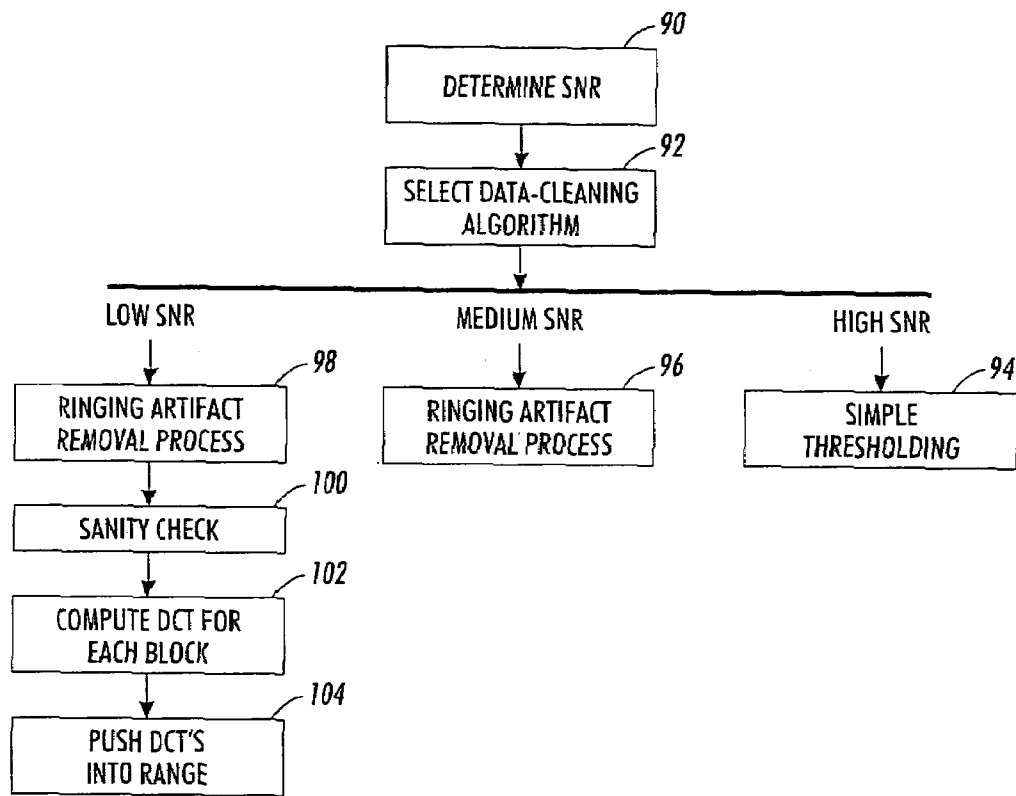 90
DETERMINE SNR
92
SELECT DATA-CLEANING
ALGORITHM
LOW SNR
MEDIUM SNR
HIGH SNR
98
RINGING ARTIFACT
REMOVAL PROCESS
96
RINGING ARTIFACT
REMOVAL PROCESS
94
SIMPLE
THRESHOLDING
100
SANITY CHECK
102
COMPUTE DCT FOR
EACH BLOCK
104
PUSH DCT'S
INTO RANGE